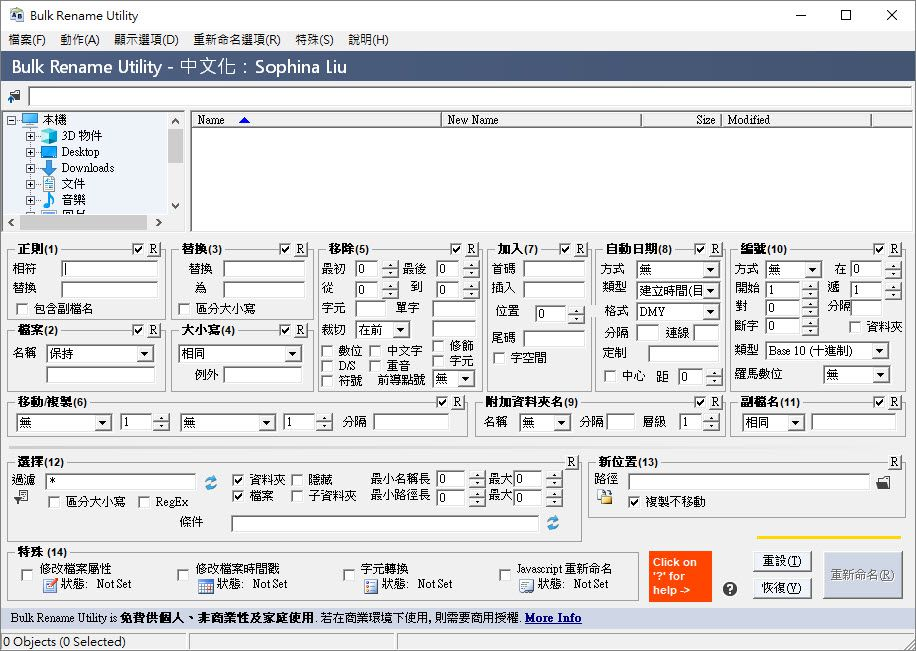 Bulk Rename Utility
檔案(F) 動作(A) 顯示選項(D) 重新命名選項(R) 特殊(S) 說明(H)
Bulk Rename Utility - 中文化：Sophina Liu
本機
Name New Name Size Modified
3D 物件
Desktop
Downloads
文件
音樂
正則(1) R 替換(3) R 移除(5) R 加入(7) R 自動日期(8) R 編號(10) R
相符 替換 最初 0 最後 0 首碼 方式 無 方式 無 在 0
替換 為 從 0 到 0 插入 類型 建立時間(目 開始 1 遞 1
包含副檔名 區分大小寫 字元 單字 位置 0 格式 DMY 對 0 分隔
檔案(2) R 大小寫(4) R 裁切 在前 尾碼 分隔 連線 斷字 0 資料夾
名稱 保持 相同 數位 中文字 修飾 字空間 定制 類型 Base 10 (十進制)
例外 D/S 重音 字元 中心 距 0 羅馬數位 無
符號 前導點號 無
移動/複製(6) R 附加資料夾名(9) R 副檔名(11) R
無 1 無 1 分隔 名稱 無 分隔 層級 1 相同
選擇(12) R 新位置(13) R
過濾 * 資料夾 隱藏 最小名稱長 0 最大 0 路徑
區分大小寫 RegEx 檔案 子資料夾 最小路徑長 0 最大 0 複製不移動
條件
特殊 (14)
修改檔案屬性 修改檔案時間戳 字元轉換 Javascript 重新命名
狀態: Not Set 狀態: Not Set 狀態: Not Set 狀態: Not Set
Click on
'?' for
help ->
?
重設(T)
恢復(V)
重新命名(R)
Bulk Rename Utility is 免費供個人、非商業性及家庭使用. 若在商業環境下使用, 則需要商用授權. More Info
0 Objects (0 Selected)